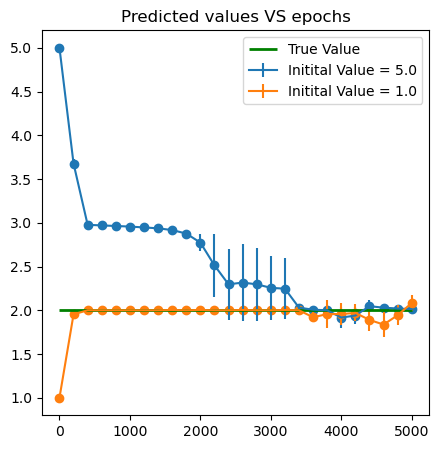 Predicted values VS epochs
True Value
Initital Value = 5.0
Initital Value = 1.0
5.0
4.5
4.0
3.5
3.0
2.5
2.0
1.5
1.0
0 1000 2000 3000 4000 5000